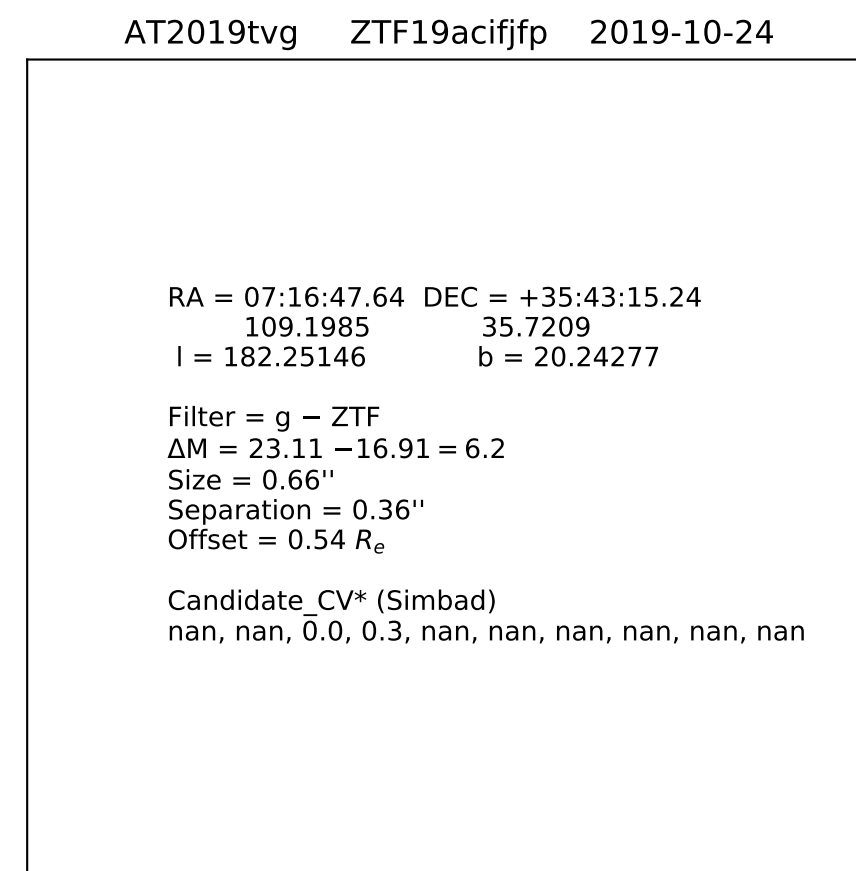 AT2019tvg ZTF19acifjfp 2019-10-24
RA = 07:16:47.64 DEC = +35:43:15.24
109.1985 35.7209
l = 182.25146 b = 20.24277
Filter = g − ZTF
ΔM = 23.11 −16.91 = 6.2
Size = 0.66''
Separation = 0.36''
Offset = 0.54 Rₑ
Candidate_CV* (Simbad)
nan, nan, 0.0, 0.3, nan, nan, nan, nan, nan, nan